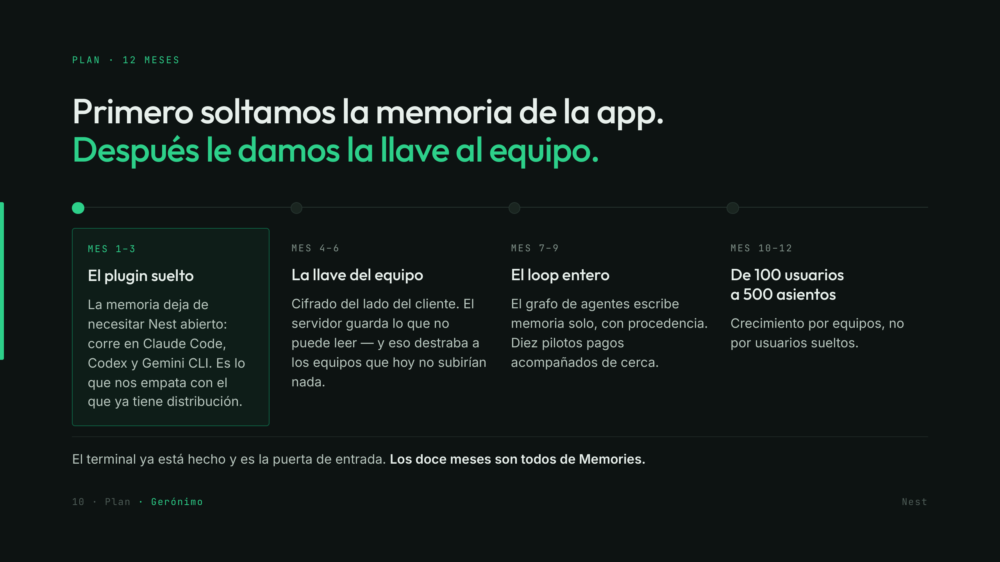 PLAN · 12 MESES
Primero soltamos la memoria de la app.
Después le damos la llave al equipo.
MES 1–3
El plugin suelto
La memoria deja de
necesitar Nest abierto:
corre en Claude Code,
Codex y Gemini CLI. Es lo
que nos empata con el
que ya tiene distribución.
MES 4–6
La llave del equipo
Cifrado del lado del cliente. El
servidor guarda lo que no
puede leer — y eso destraba a
los equipos que hoy no subirían
nada.
MES 7–9
El loop entero
El grafo de agentes escribe
memoria solo, con procedencia.
Diez pilotos pagos
acompañados de cerca.
MES 10–12
De 100 usuarios
a 500 asientos
Crecimiento por equipos, no
por usuarios sueltos.
El terminal ya está hecho y es la puerta de entrada. Los doce meses son todos de Memories.
10 · Plan · Gerónimo
Nest